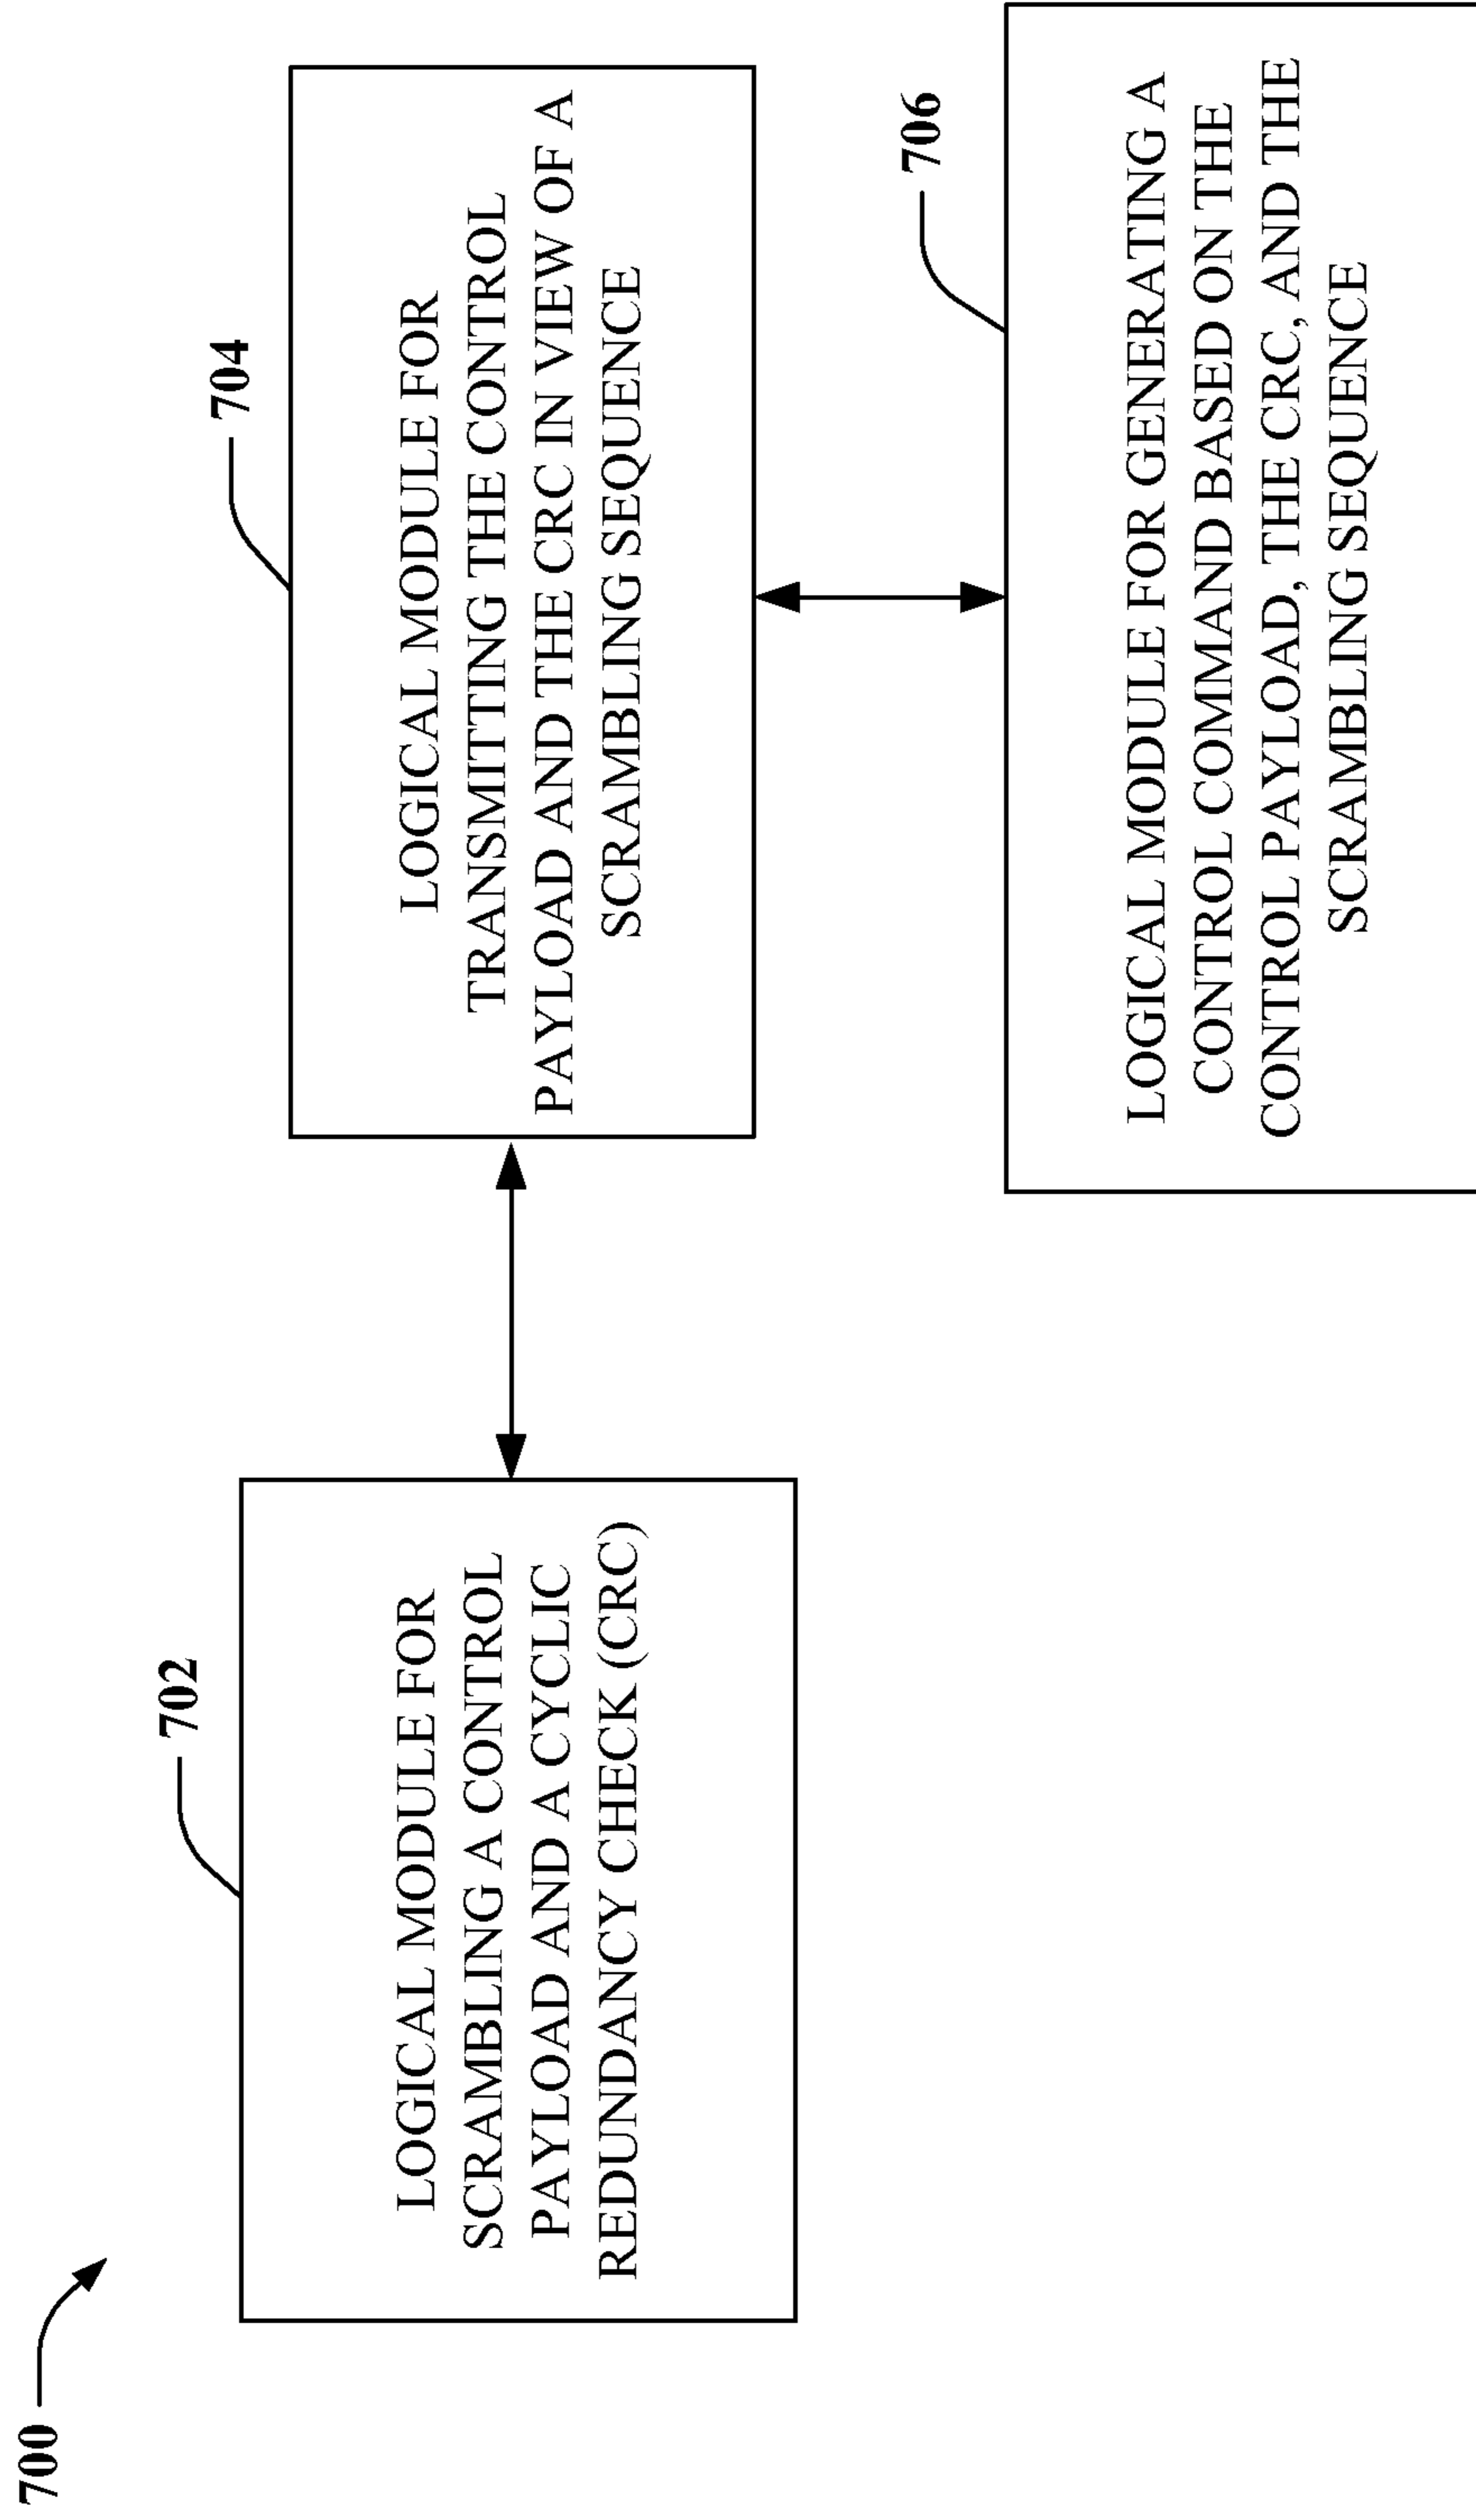 700
702
LOGICAL MODULE FOR
SCRAMBLING A CONTROL
PAYLOAD AND A CYCLIC
REDUNDANCY CHECK (CRC)
704
LOGICAL MODULE FOR
TRANSMITTING THE CONTROL
PAYLOAD AND THE CRC IN VIEW OF A
SCRAMBLING SEQUENCE
706
LOGICAL MODULE FOR GENERATING A
CONTROL COMMAND BASED ON THE
CONTROL PAYLOAD, THE CRC, AND THE
SCRAMBLING SEQUENCE